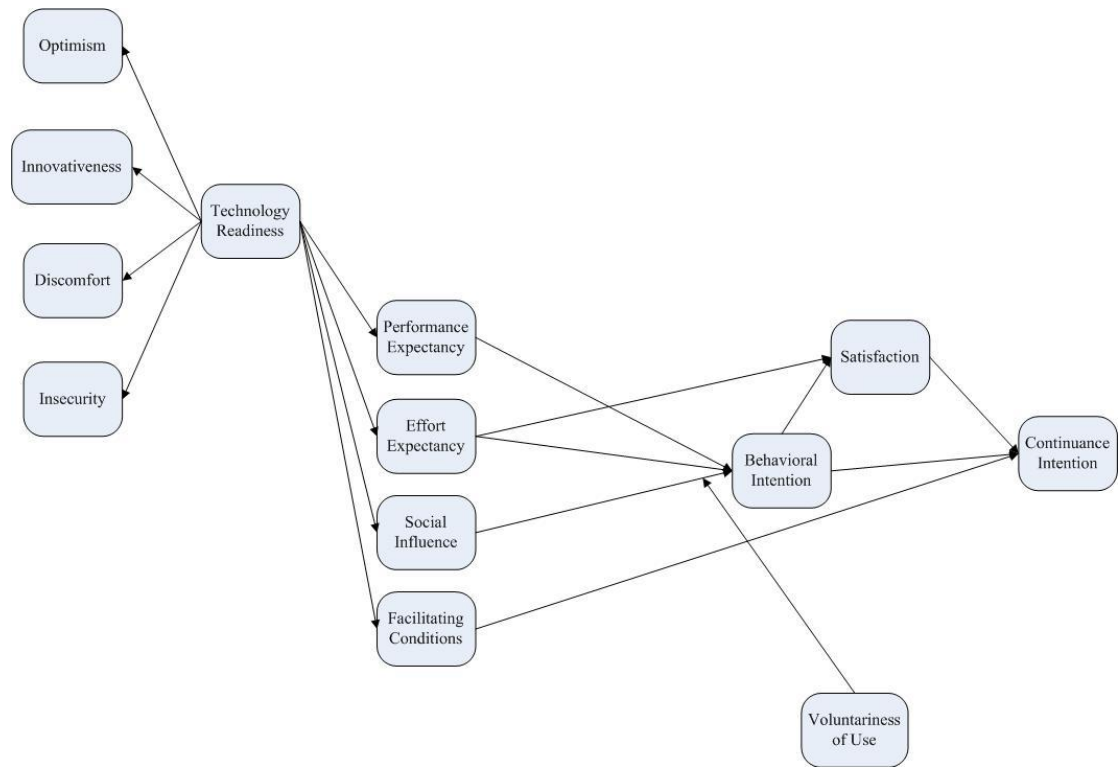 Optimism
Innovativeness
Technology
Readiness
Discomfort
Insecurity
Performance
Expectancy
Effort
Expectancy
Social
Influence
Facilitating
Conditions
Satisfaction
Behavioral
Intention
Continuance
Intention
Voluntariness
of Use